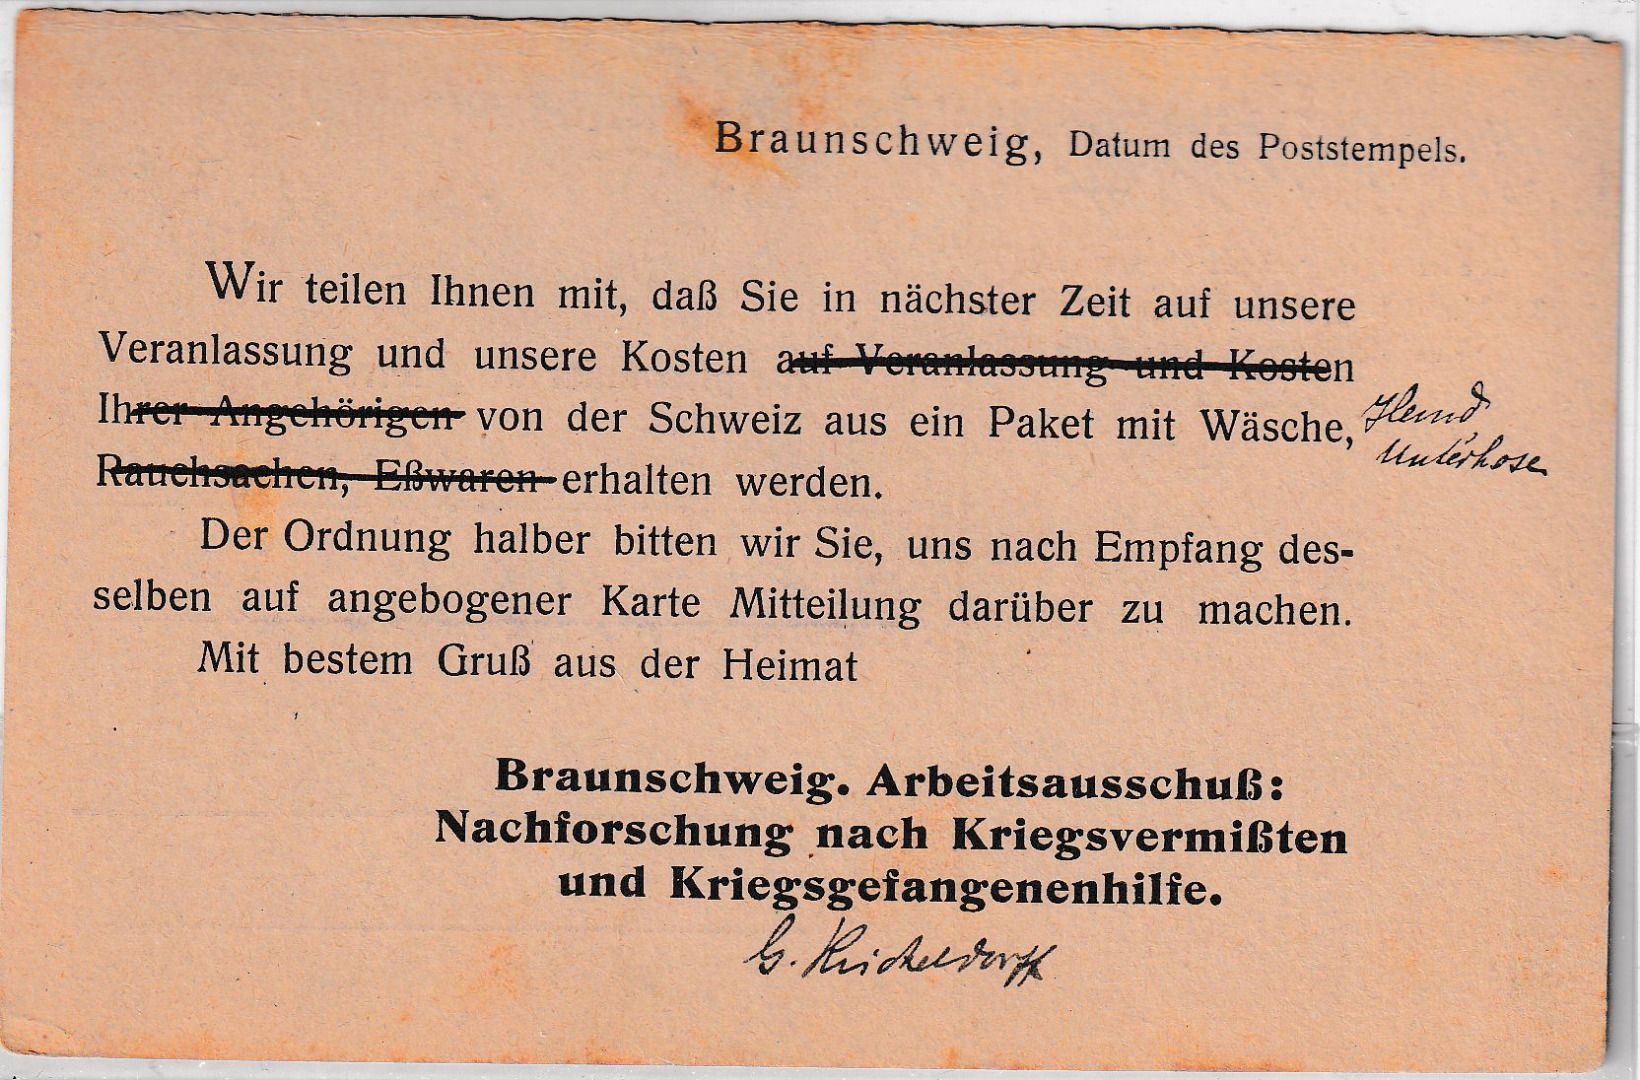 Braunschweig, Datum des Poststempels.
Wir teilen Ihnen mit, daß Sie in nächster Zeit auf unsere
Veranlassung und unsere Kosten auf Veranlassung und Kosten
Ihrer Angehörigen von der Schweiz aus ein Paket mit Wäsche, Hemd
Unterhose
Rauchsachen, Eßwaren erhalten werden.
Der Ordnung halber bitten wir Sie, uns nach Empfang des-
selben auf angebogener Karte Mitteilung darüber zu machen.
Mit bestem Gruß aus der Heimat
Braunschweig. Arbeitsausschuß:
Nachforschung nach Kriegsvermißten
und Kriegsgefangenenhilfe.
G.